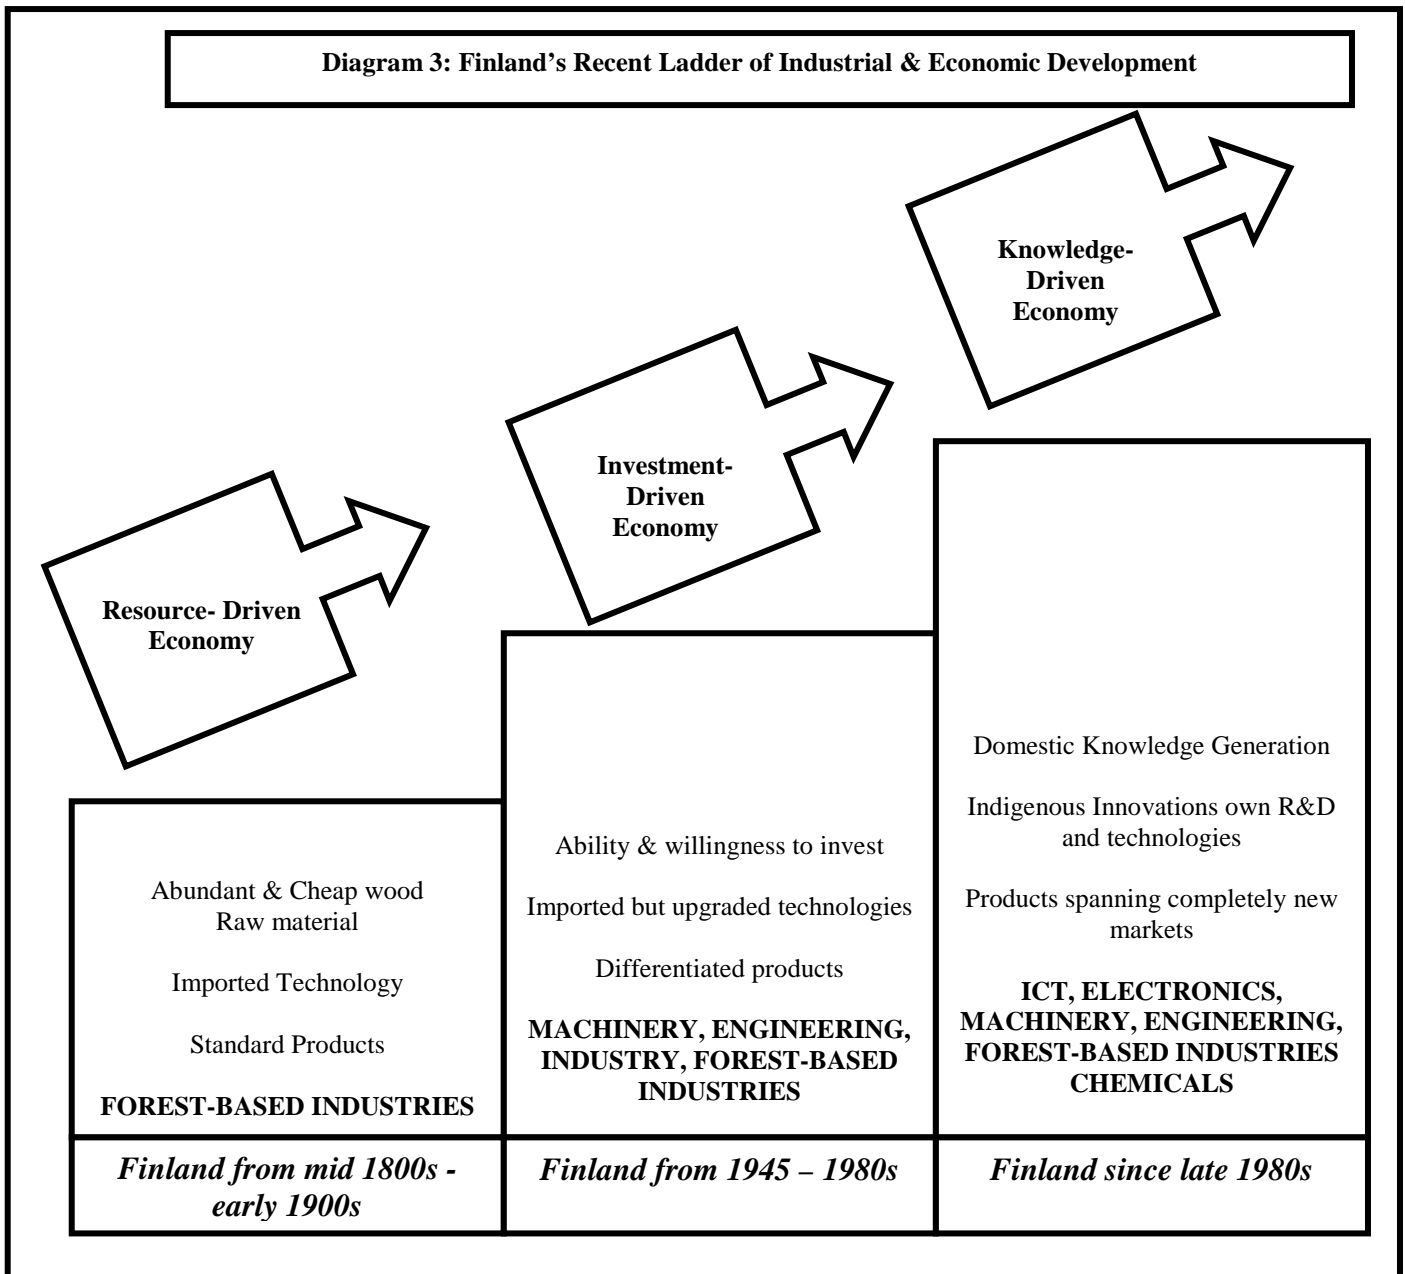 Diagram 3: Finland's Recent Ladder of Industrial & Economic Development
Knowledge-
Driven
Economy
Investment-
Driven
Economy
Resource- Driven
Economy
Abundant & Cheap wood
Raw material
Imported Technology
Standard Products
FOREST-BASED INDUSTRIES
Finland from mid 1800s -
early 1900s
Ability & willingness to invest
Imported but upgraded technologies
Differentiated products
MACHINERY, ENGINEERING,
INDUSTRY, FOREST-BASED
INDUSTRIES
Finland from 1945 – 1980s
Domestic Knowledge Generation
Indigenous Innovations own R&D
and technologies
Products spanning completely new
markets
ICT, ELECTRONICS,
MACHINERY, ENGINEERING,
FOREST-BASED INDUSTRIES
CHEMICALS
Finland since late 1980s